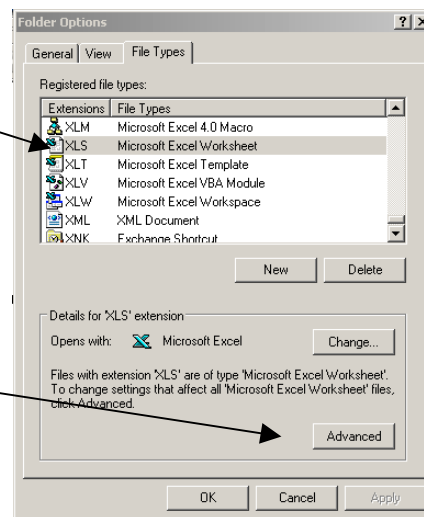 Folder Options
General View File Types
Registered file types:
Extensions File Types
XLM Microsoft Excel 4.0 Macro
XLS Microsoft Excel Worksheet
XLT Microsoft Excel Template
XLV Microsoft Excel VBA Module
XLW Microsoft Excel Workspace
XML XML Document
XNK Exchange Shortcut
New Delete
Details for 'XLS' extension
Opens with: Microsoft Excel Change...
Files with extension 'XLS' are of type 'Microsoft Excel Worksheet'.
To change settings that affect all 'Microsoft Excel Worksheet' files,
click Advanced.
Advanced
OK Cancel Apply